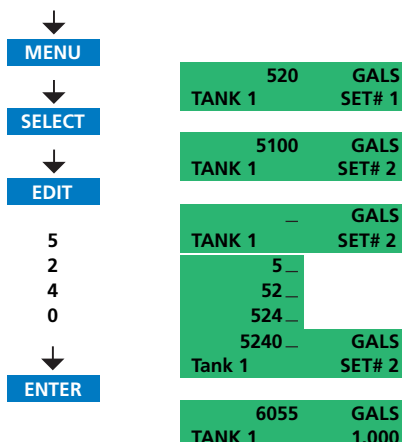 MENU
520 GALS
TANK 1 SET# 1
SELECT
5100 GALS
TANK 1 SET# 2
EDIT
_ GALS
5 TANK 1 SET# 2
2 5_
4 52_
0 524_
5240_ GALS
Tank 1 SET# 2
ENTER
6055 GALS
TANK 1 1.000